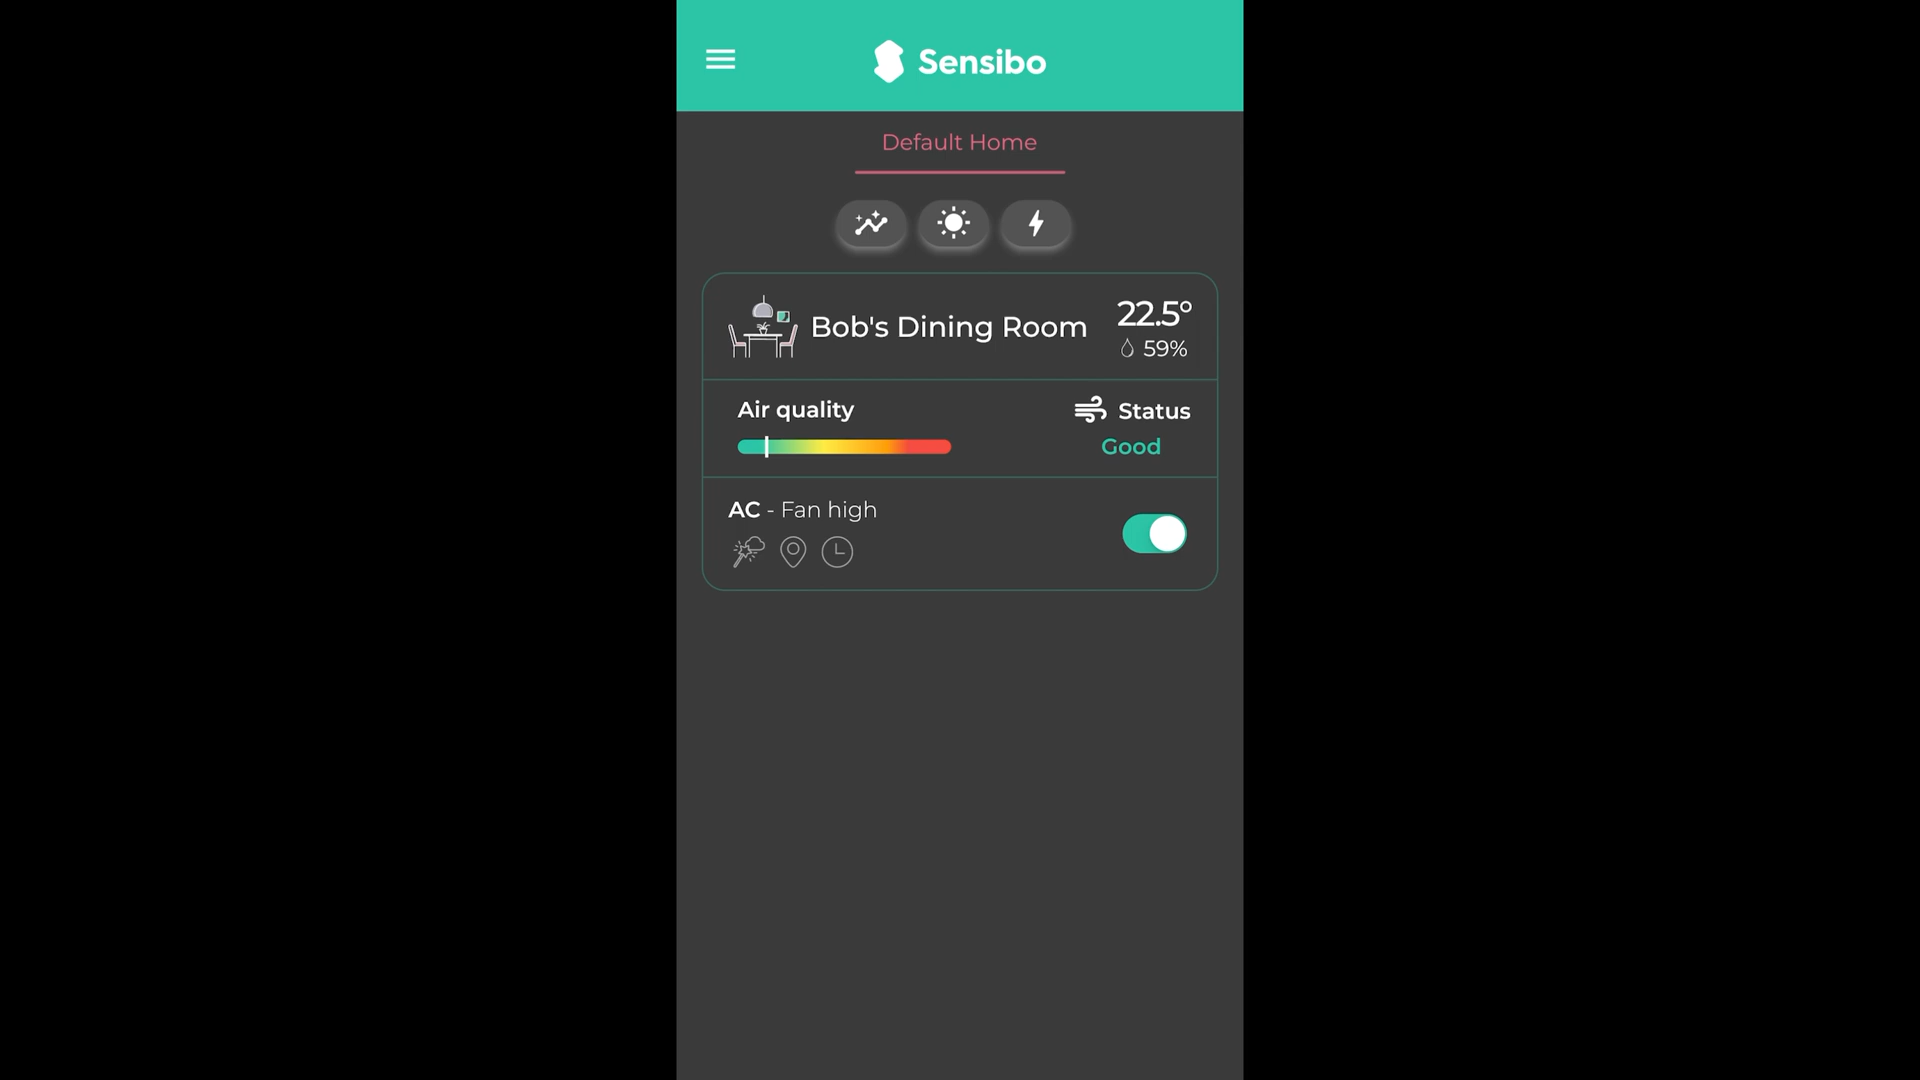 Sensibo
Default Home
Bob's Dining Room
22.5°
59%
Air quality
Status
Good
AC - Fan high